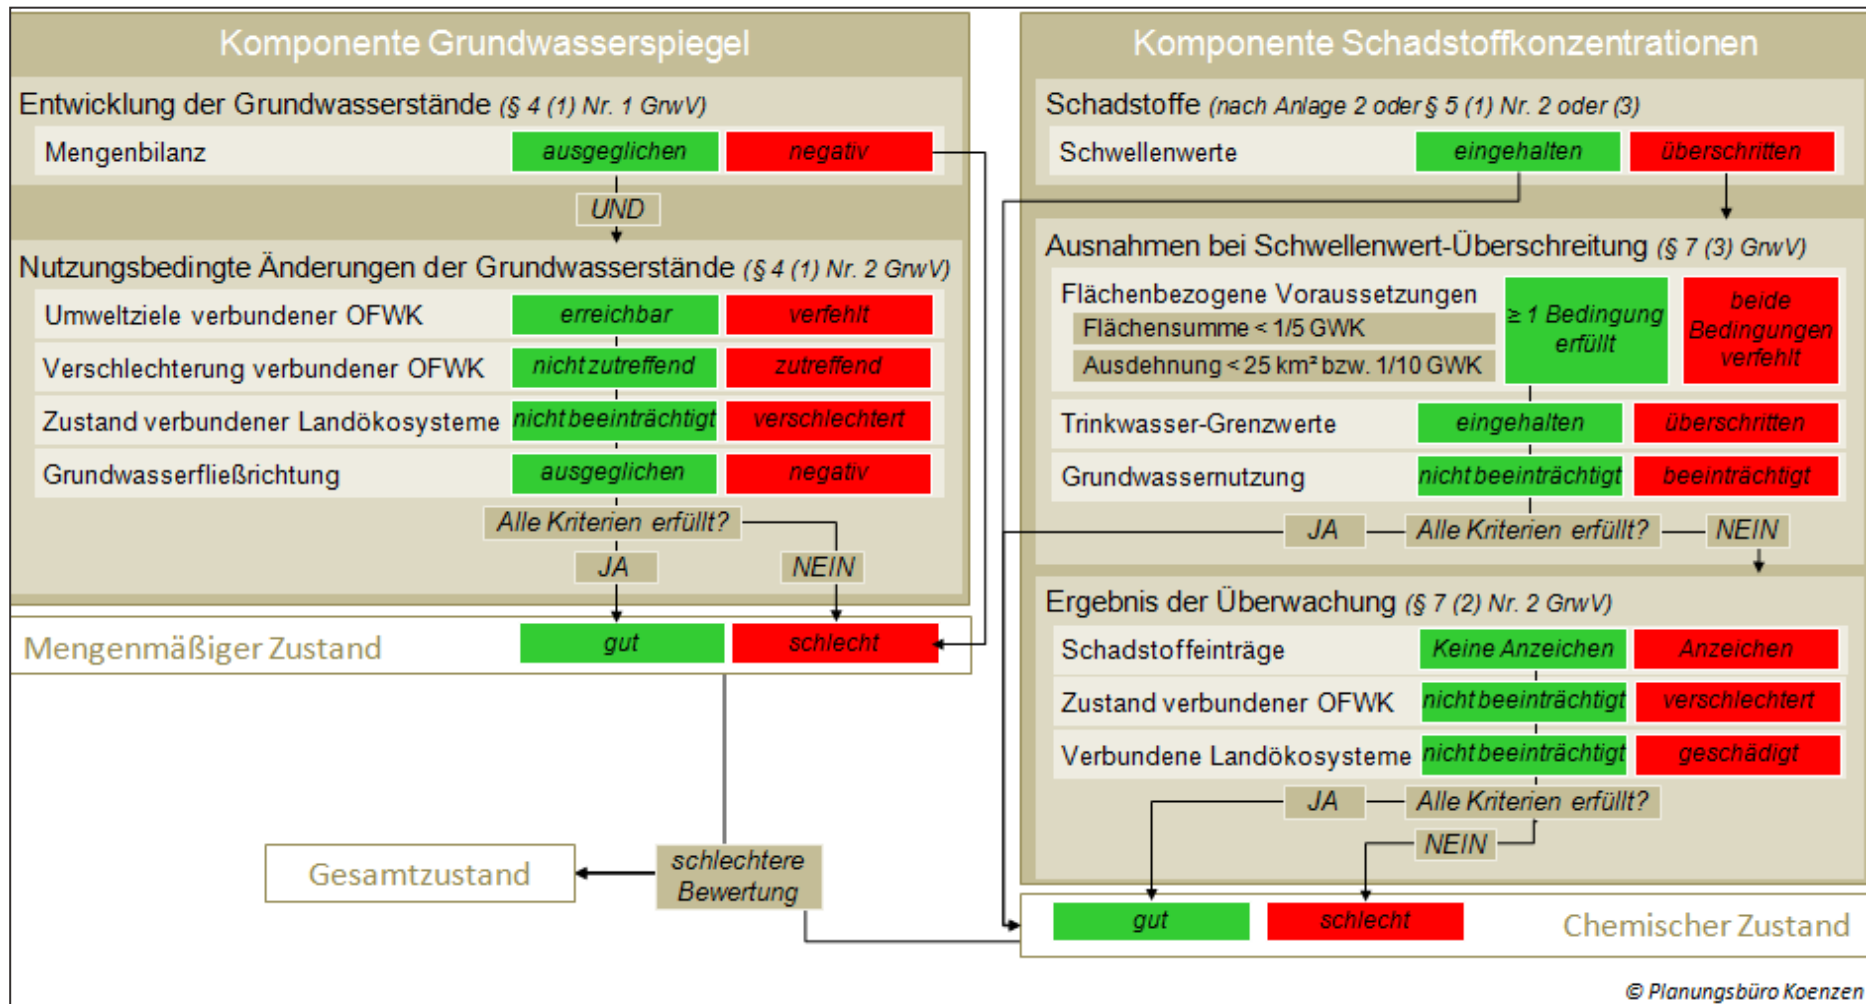 Komponente Grundwasserspiegel
Entwicklung der Grundwasserstände (§ 4 (1) Nr. 1 GrwV)
Mengenbilanz ausgeglichen negativ
UND
Nutzungsbedingte Änderungen der Grundwasserstände (§ 4 (1) Nr. 2 GrwV)
Umweltziele verbundener OFWK erreichbar verfehlt
Verschlechterung verbundener OFWK nicht zutreffend zutreffend
Zustand verbundener Landökosysteme nicht beeinträchtigt verschlechtert
Grundwasserfließrichtung ausgeglichen negativ
Alle Kriterien erfüllt?
JA NEIN
Mengenmäßiger Zustand gut schlecht
Komponente Schadstoffkonzentrationen
Schadstoffe (nach Anlage 2 oder § 5 (1) Nr. 2 oder (3)
Schwellenwerte eingehalten überschritten
Ausnahmen bei Schwellenwert-Überschreitung (§ 7 (3) GrwV)
Flächenbezogene Voraussetzungen
Flächensumme < 1/5 GWK
Ausdehnung < 25 km² bzw. 1/10 GWK
≥ 1 Bedingung
erfüllt
beide
Bedingungen
verfehlt
Trinkwasser-Grenzwerte eingehalten überschritten
Grundwassernutzung nicht beeinträchtigt beeinträchtigt
JA Alle Kriterien erfüllt? NEIN
Ergebnis der Überwachung (§ 7 (2) Nr. 2 GrwV)
Schadstoffeinträge Keine Anzeichen Anzeichen
Zustand verbundener OFWK nicht beeinträchtigt verschlechtert
Verbundene Landökosysteme nicht beeinträchtigt geschädigt
JA Alle Kriterien erfüllt?
NEIN
gut schlecht Chemischer Zustand
schlechtere
Bewertung
Gesamtzustand
© Planungsbüro Koenzen